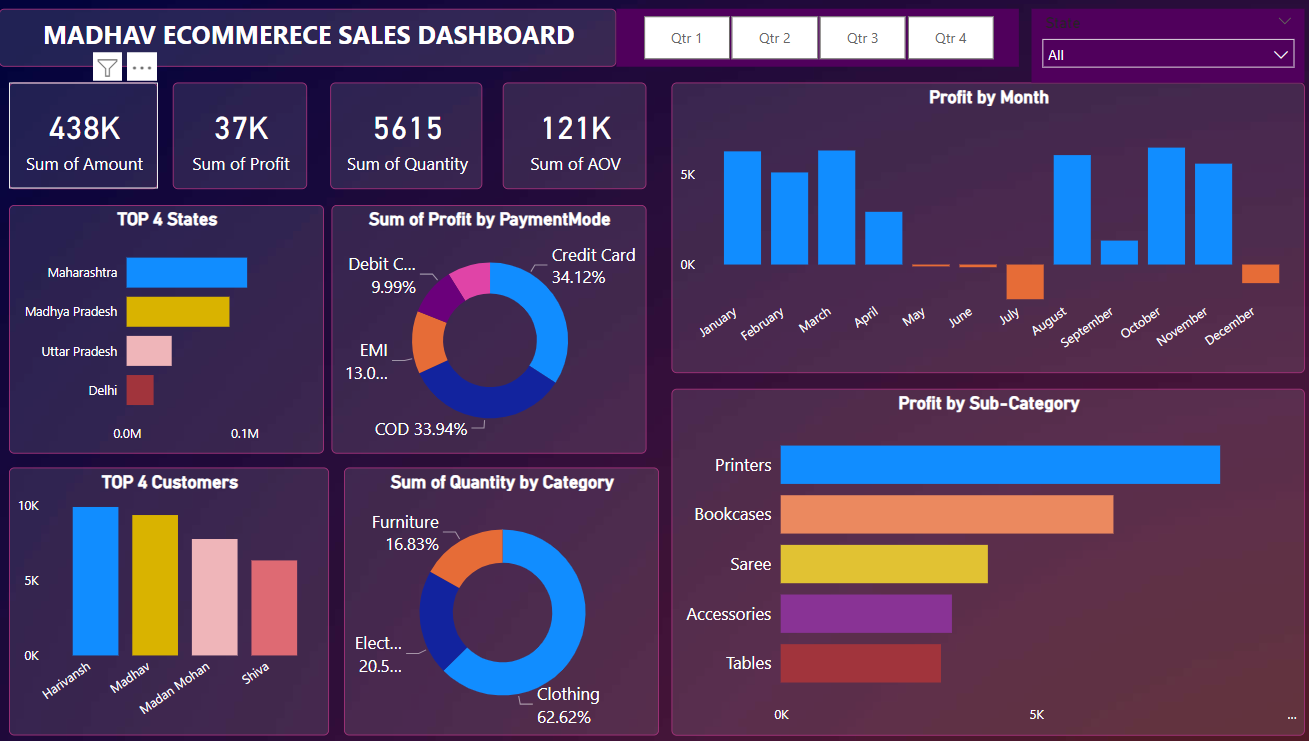 MADHAV ECOMMERECE SALES DASHBOARD
Qtr 1
Qtr 2
Qtr 3
Qtr 4
All
438K
Sum of Amount
37K
Sum of Profit
5615
Sum of Quantity
121K
Sum of AOV
Profit by Month
5K
0K
January
February
March
April
May
June
July
August
September
October
November
December
TOP 4 States
Maharashtra
Madhya Pradesh
Uttar Pradesh
Delhi
0.0M
0.1M
Sum of Profit by PaymentMode
Credit Card
34.12%
Debit C...
9.99%
EMI
13.0...
COD 33.94%
Profit by Sub-Category
Printers
Bookcases
Saree
Accessories
Tables
0K
5K
...
TOP 4 Customers
10K
5K
0K
Harivansh
Madhav
Madan Mohan
Shiva
Sum of Quantity by Category
Furniture
16.83%
Elect...
20.5...
Clothing
62.62%